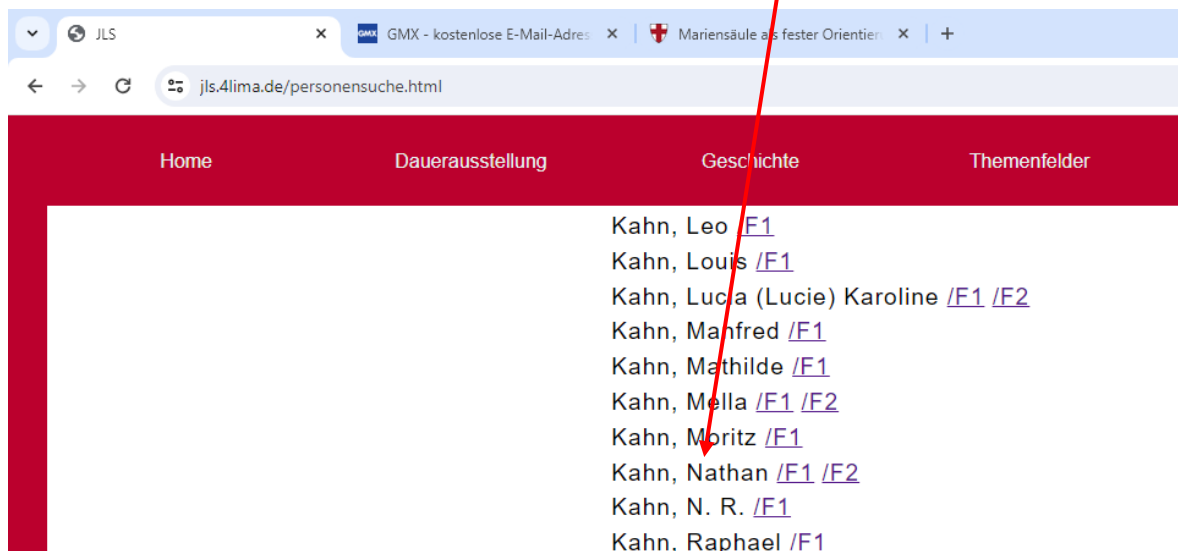 JLS
GMX - kostenlose E-Mail-Adres
Mariensäule als fester Orientier
jls.4lima.de/personensuche.html
Home Dauerausstellung Geschichte Themenfelder
Kahn, Leo /F1
Kahn, Louis /F1
Kahn, Lucia (Lucie) Karoline /F1 /F2
Kahn, Manfred /F1
Kahn, Mathilde /F1
Kahn, Mella /F1 /F2
Kahn, Moritz /F1
Kahn, Nathan /F1 /F2
Kahn, N. R. /F1
Kahn, Raphael /F1